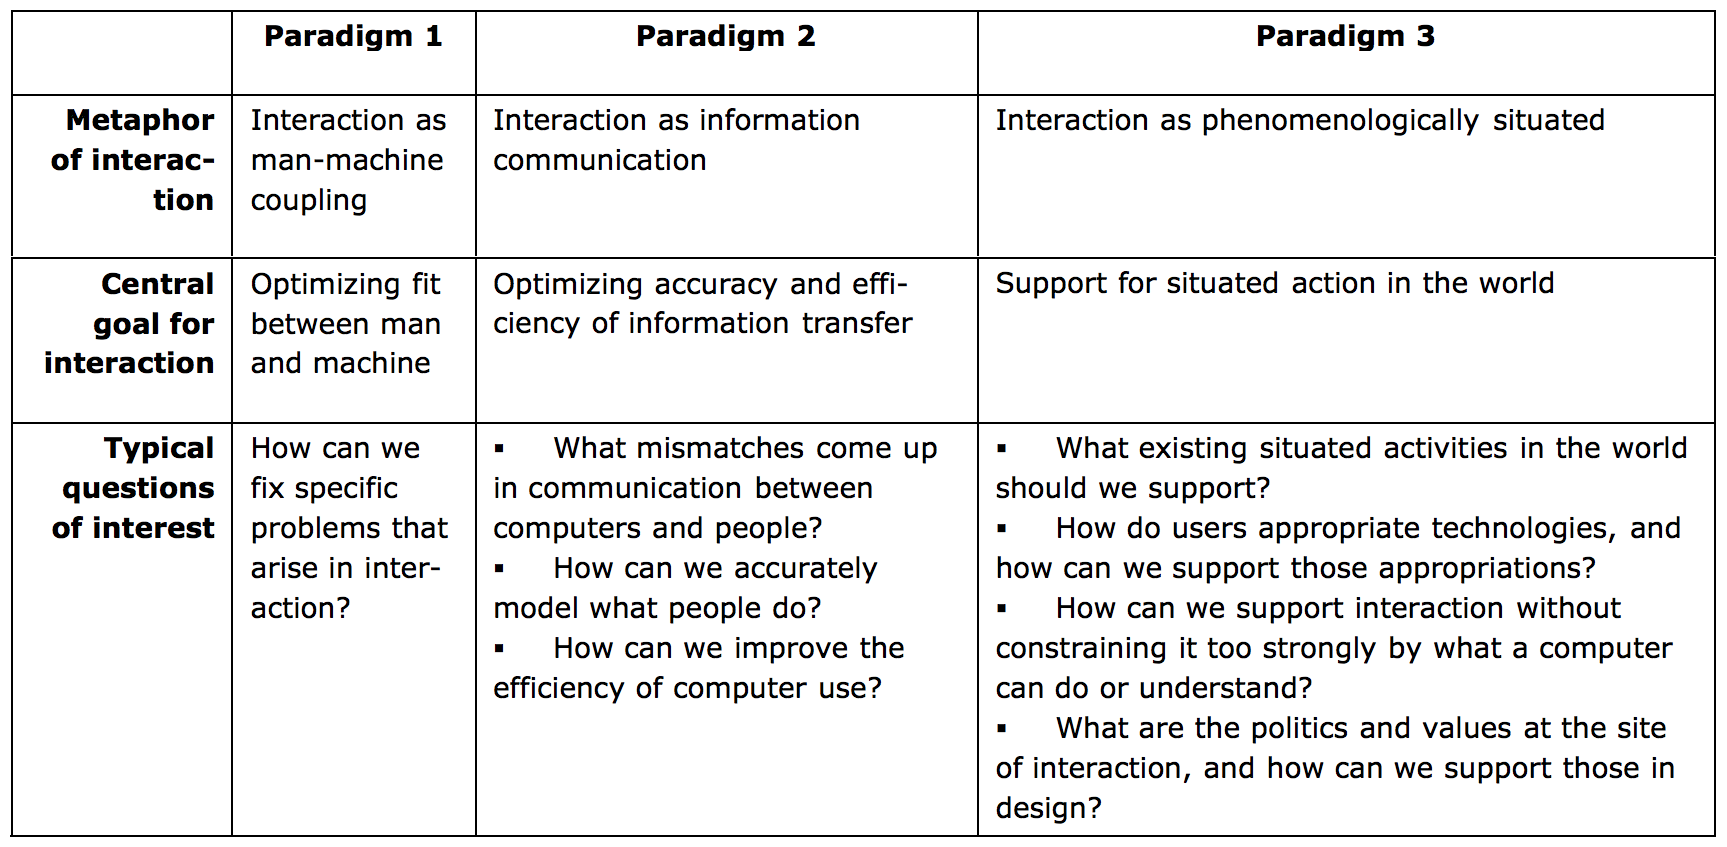 Paradigm 1
Paradigm 2
Paradigm 3
Metaphor
of interac-
tion
Interaction as
man-machine
coupling
Interaction as information
communication
Interaction as phenomenologically situated
Central
goal for
interaction
Optimizing fit
between man
and machine
Optimizing accuracy and effi-
ciency of information transfer
Support for situated action in the world
Typical
questions
of interest
How can we
fix specific
problems that
arise in inter-
action?
▪ What mismatches come up
in communication between
computers and people?
▪ How can we accurately
model what people do?
▪ How can we improve the
efficiency of computer use?
▪ What existing situated activities in the world
should we support?
▪ How do users appropriate technologies, and
how can we support those appropriations?
▪ How can we support interaction without
constraining it too strongly by what a computer
can do or understand?
▪ What are the politics and values at the site
of interaction, and how can we support those in
design?